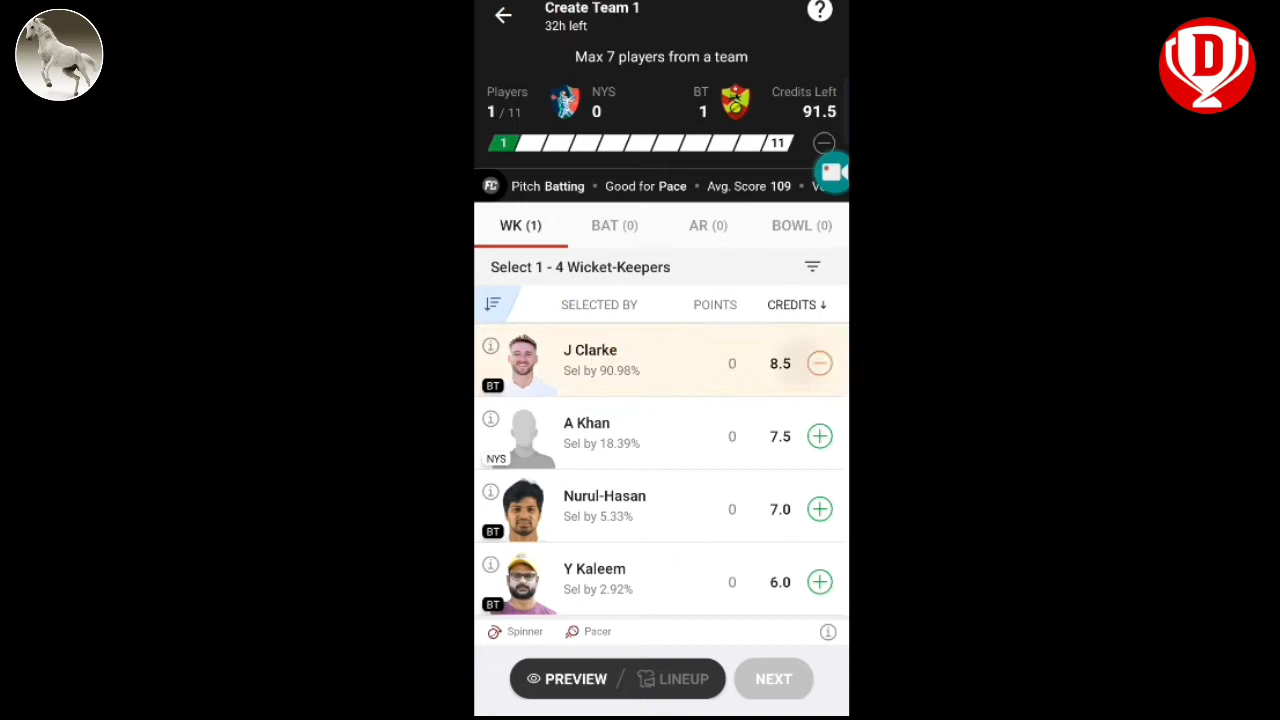 Create Team 1
32h left
Max 7 players from a team
Players NYS BT Credits Left
1 / 11 0 1 91.5
1 11
FC Pitch Batting • Good for Pace • Avg. Score 109 •
WK (1) BAT (0) AR (0) BOWL (0)
Select 1 - 4 Wicket-Keepers
SELECTED BY POINTS CREDITS ↓
J Clarke
Sel by 90.98% 0 8.5
BT
A Khan
Sel by 18.39% 0 7.5
NYS
Nurul-Hasan
Sel by 5.33% 0 7.0
BT
Y Kaleem
Sel by 2.92% 0 6.0
BT
Spinner Pacer
PREVIEW / LINEUP NEXT
D